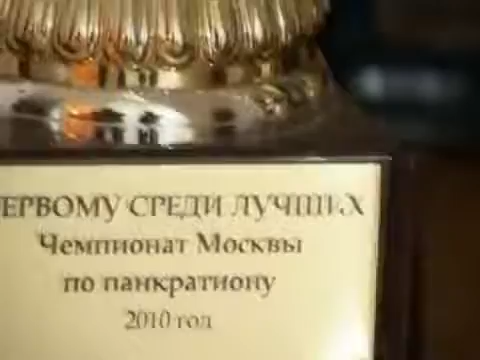 ЕРВОМУ СРЕДИ ЛУЧШИХ
Чемпионат Москвы
по панкратиону
2010 год